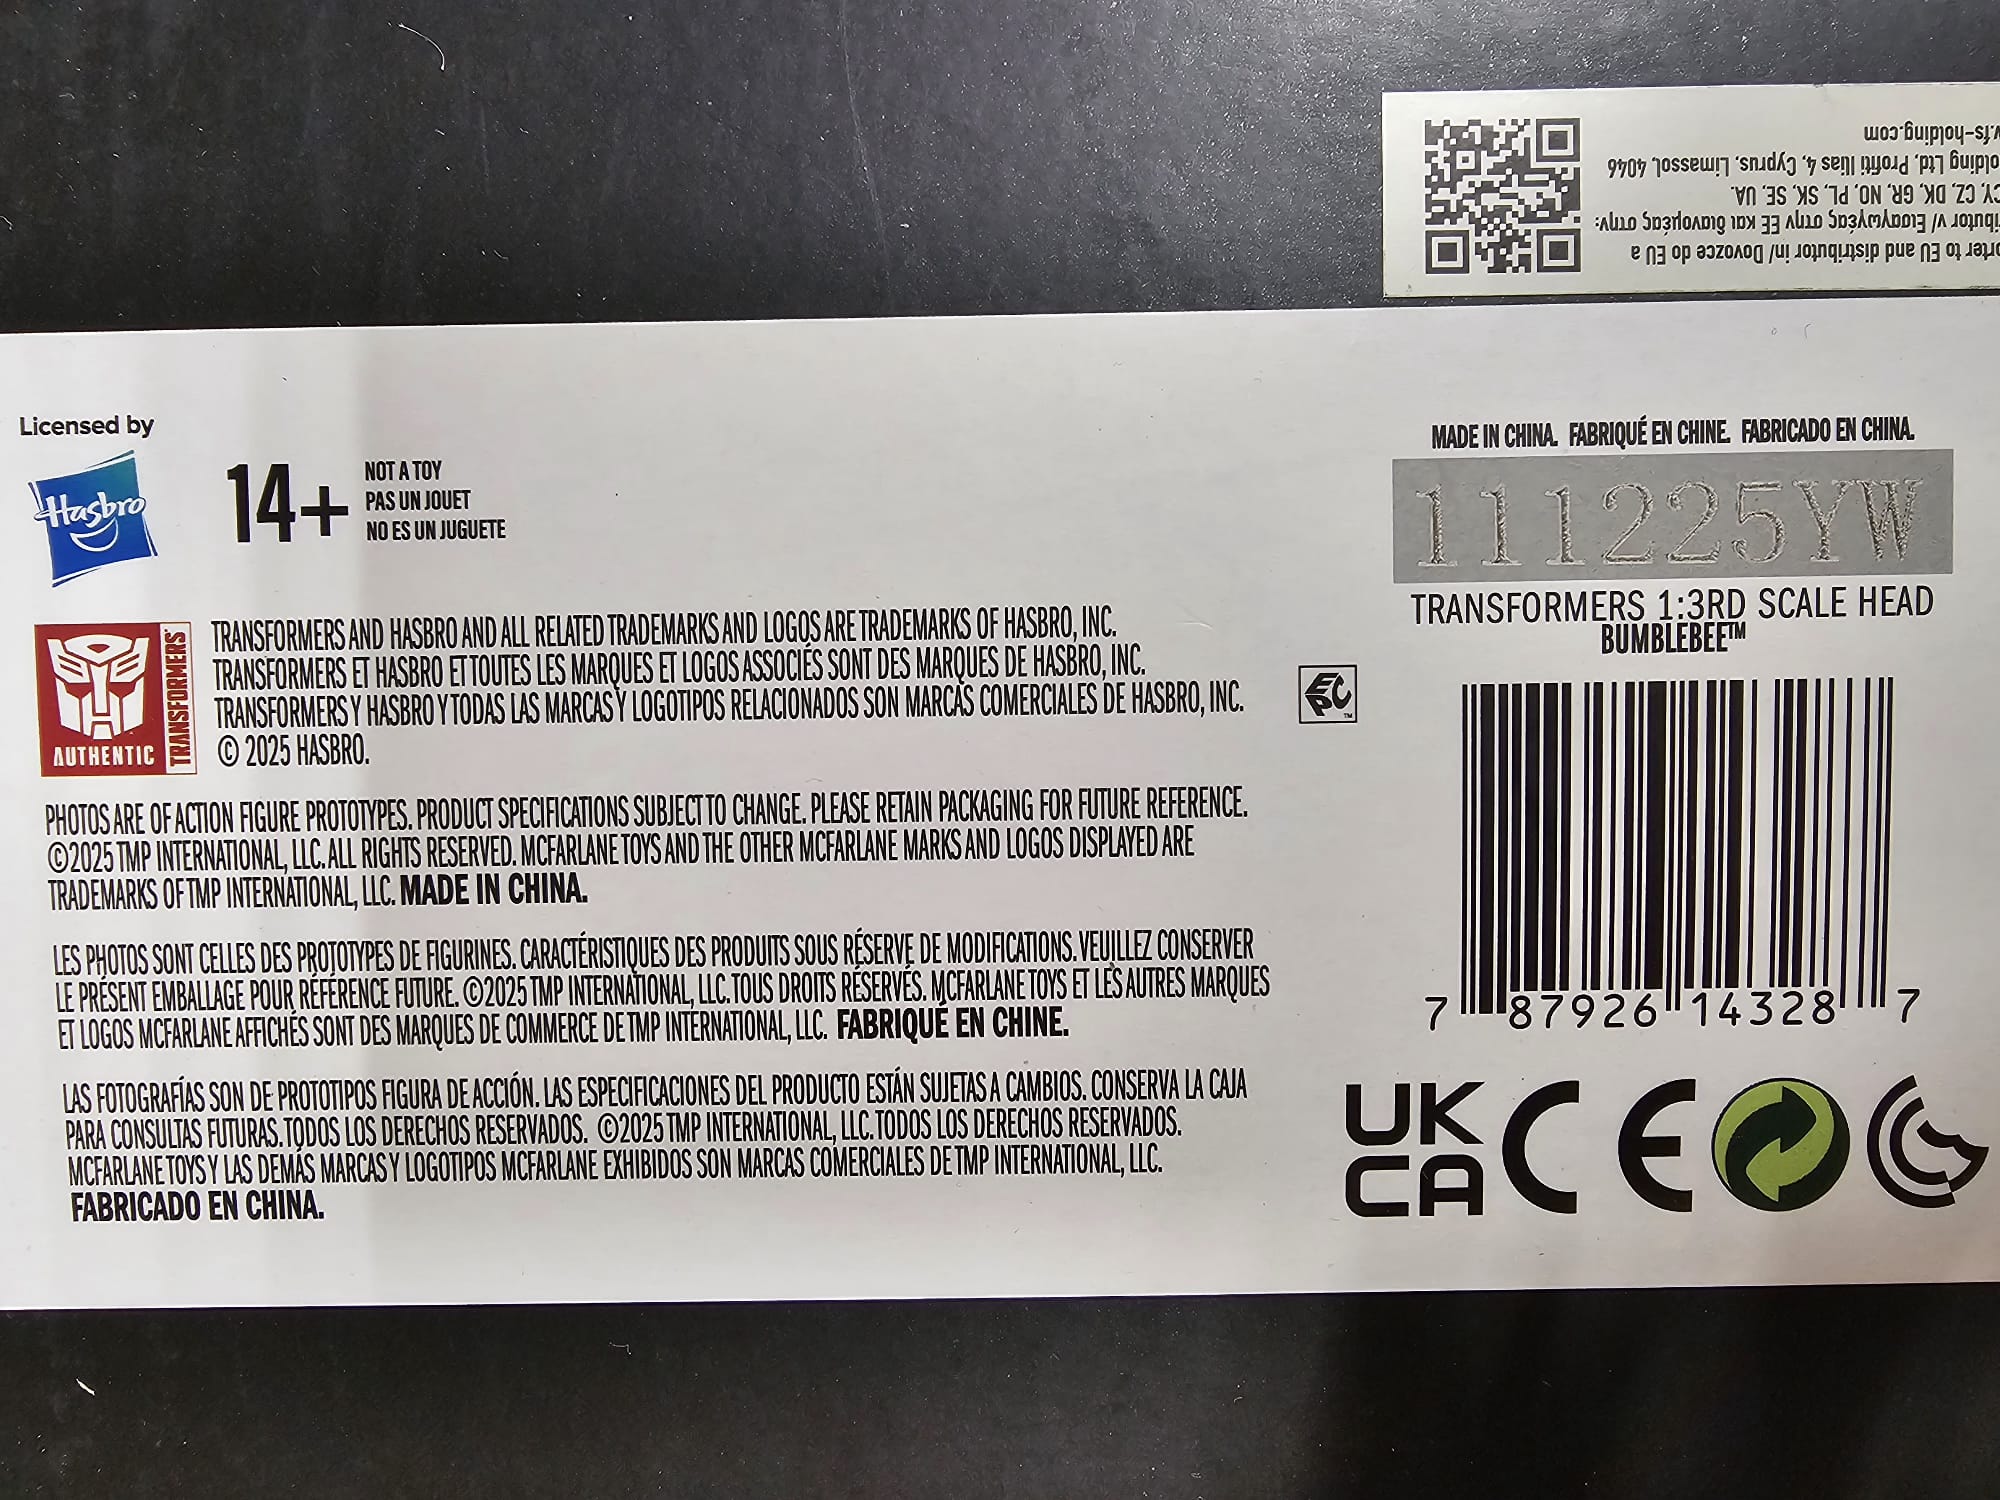 orter to EU and distributor in/ Dovozce do EU a
ributor v/ Εισαγωγέας στην ΕΕ και διανομέας στην:
CY, CZ, DK, GR, NO, PL, SK, SE, UA.
olding Ltd, Profiti Ilias 4, Cyprus, Limassol, 4046
.fs-holding.com
Licensed by
Hasbro
14+
NOT A TOY
PAS UN JOUET
NO ES UN JUGUETE
AUTHENTIC
TRANSFORMERS
TRANSFORMERS AND HASBRO AND ALL RELATED TRADEMARKS AND LOGOS ARE TRADEMARKS OF HASBRO, INC.
TRANSFORMERS ET HASBRO ET TOUTES LES MARQUES ET LOGOS ASSOCIÉS SONT DES MARQUES DE HASBRO, INC.
TRANSFORMERS Y HASBRO Y TODAS LAS MARCAS Y LOGOTIPOS RELACIONADOS SON MARCAS COMERCIALES DE HASBRO, INC.
© 2025 HASBRO.
PHOTOS ARE OF ACTION FIGURE PROTOTYPES. PRODUCT SPECIFICATIONS SUBJECT TO CHANGE. PLEASE RETAIN PACKAGING FOR FUTURE REFERENCE.
©2025 TMP INTERNATIONAL, LLC. ALL RIGHTS RESERVED. MCFARLANE TOYS AND THE OTHER MCFARLANE MARKS AND LOGOS DISPLAYED ARE
TRADEMARKS OF TMP INTERNATIONAL, LLC. MADE IN CHINA.
LES PHOTOS SONT CELLES DES PROTOTYPES DE FIGURINES. CARACTÉRISTIQUES DES PRODUITS SOUS RÉSERVE DE MODIFICATIONS. VEUILLEZ CONSERVER
LE PRÉSENT EMBALLAGE POUR RÉFÉRENCE FUTURE. ©2025 TMP INTERNATIONAL, LLC. TOUS DROITS RÉSERVÉS. MCFARLANE TOYS ET LES AUTRES MARQUES
ET LOGOS MCFARLANE AFFICHÉS SONT DES MARQUES DE COMMERCE DE TMP INTERNATIONAL, LLC. FABRIQUÉ EN CHINE.
LAS FOTOGRAFÍAS SON DE PROTOTIPOS FIGURA DE ACCIÓN. LAS ESPECIFICACIONES DEL PRODUCTO ESTÁN SUJETAS A CAMBIOS. CONSERVA LA CAJA
PARA CONSULTAS FUTURAS. TODOS LOS DERECHOS RESERVADOS. ©2025 TMP INTERNATIONAL, LLC. TODOS LOS DERECHOS RESERVADOS.
MCFARLANE TOYS Y LAS DEMÁS MARCAS Y LOGOTIPOS MCFARLANE EXHIBIDOS SON MARCAS COMERCIALES DE TMP INTERNATIONAL, LLC.
FABRICADO EN CHINA.
MADE IN CHINA. FABRIQUÉ EN CHINE. FABRICADO EN CHINA.
111225YW
TRANSFORMERS 1:3RD SCALE HEAD
BUMBLEBEE™
7 87926 14328 7
UK
CA
CE